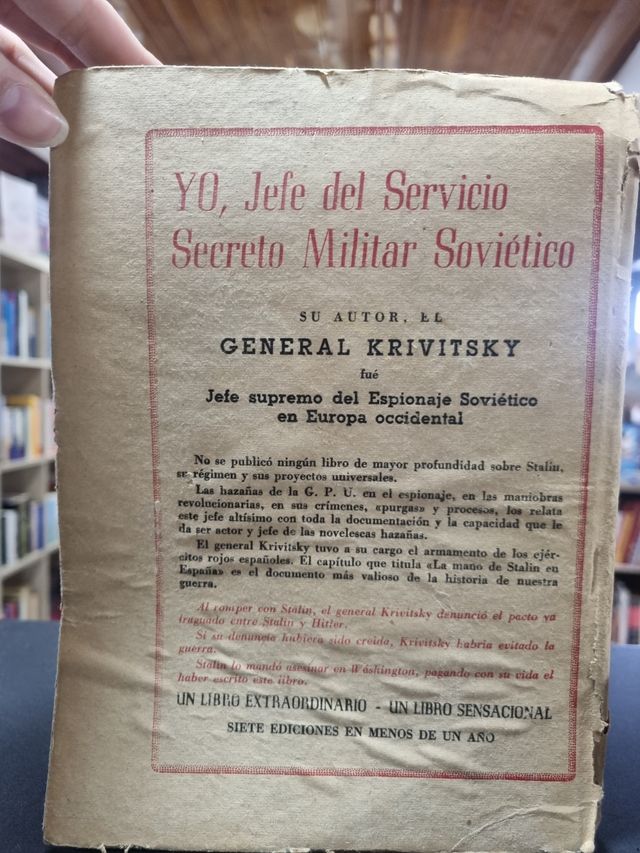 YO, Jefe del Servicio
Secreto Militar Soviético
SU AUTOR, EL
GENERAL KRIVITSKY
fué
Jefe supremo del Espionaje Soviético
en Europa occidental
No se publicó ningún libro de mayor profundidad sobre Stalin,
su régimen y sus proyectos universales.
Las hazañas de la G. P. U. en el espionaje, en las maniobras
revolucionarias, en sus crímenes, «purgas» y procesos, los relata
este jefe altísimo con toda la documentación y la capacidad que le
da ser actor y jefe de las novelescas hazañas.
El general Krivitsky tuvo a su cargo el armamento de los ejér-
citos rojos españoles. El capítulo que titula «La mano de Stalin en
España» es el documento más valioso de la historia de nuestra
guerra.
Al romper con Stalin, el general Krivitsky denunció el pacto ya
fraguado entre Stalin y Hitler.
Si su denuncia hubiera sido creída, Krivitsky habría evitado la
guerra.
Stalin lo mandó asesinar en Wáshington, pagando con su vida el
haber escrito este libro.
UN LIBRO EXTRAORDINARIO - UN LIBRO SENSACIONAL
SIETE EDICIONES EN MENOS DE UN AÑO